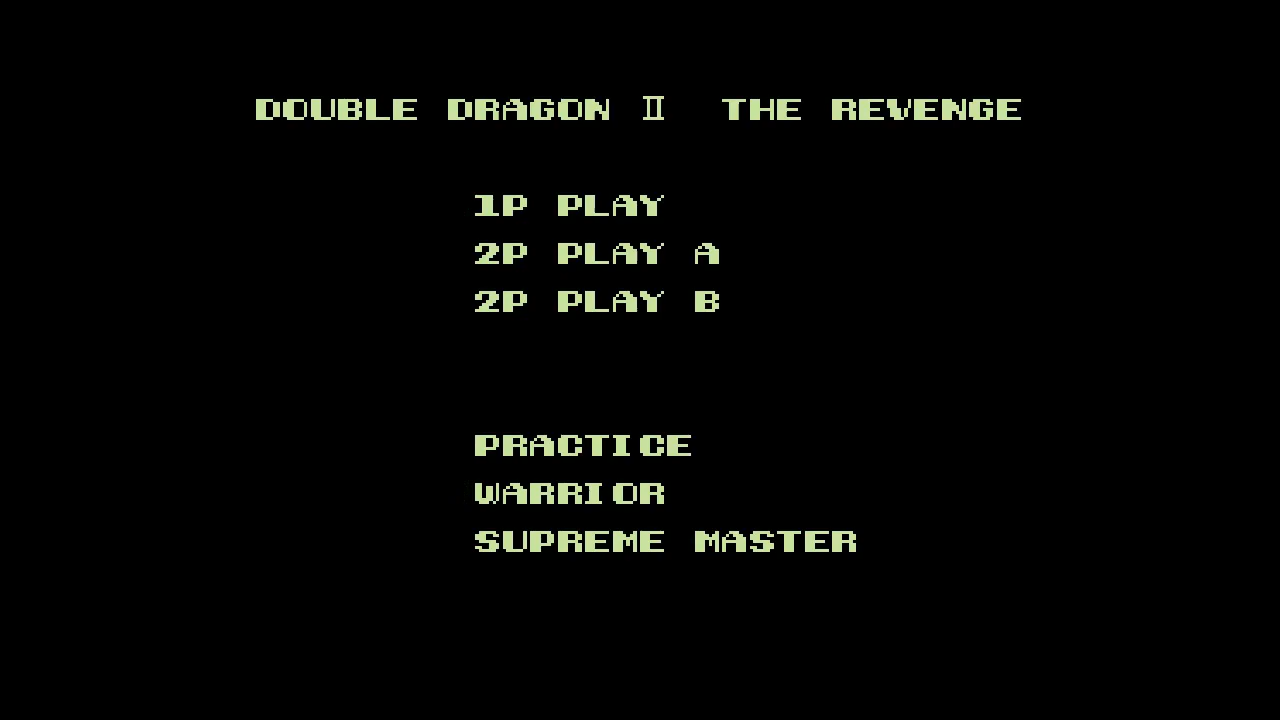 DOUBLE DRAGON Ⅱ THE REVENGE
1P PLAY
2P PLAY A
2P PLAY B
PRACTICE
WARRIOR
SUPREME MASTER